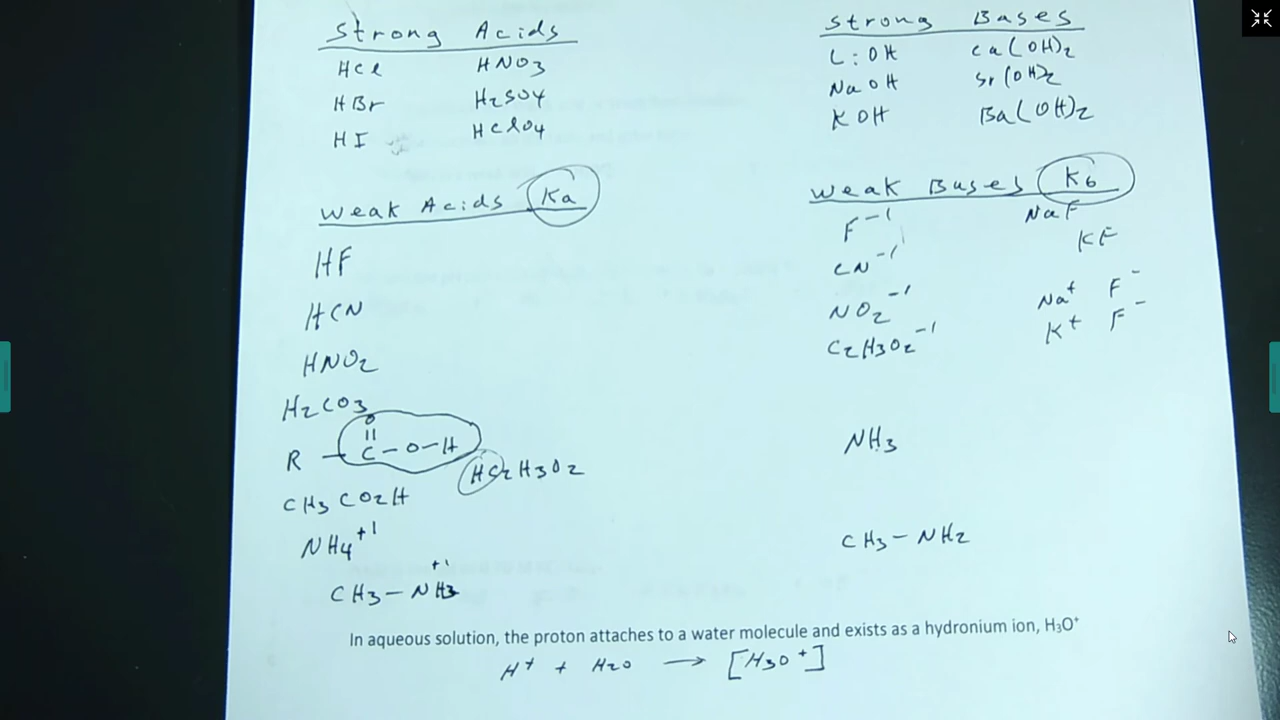 Strong Acids
HCl HNO3
HBr H2SO4
HI HClO4
Weak Acids Ka
HF
HCN
HNO2
H2CO3
O
||
R - C - O - H
HC2H3O2
CH3CO2H
NH4+1
+1
CH3 - NH3
Strong Bases
Li OH Ca(OH)2
NaOH Sr(OH)2
KOH Ba(OH)2
Weak Bases Kb
F-1 NaF
KF
CN-1
NO2-1 Na+ F-
K+ F-
C2H3O2-1
NH3
CH3 - NH2
In aqueous solution, the proton attaches to a water molecule and exists as a hydronium ion, H₃O⁺
H+ + H2O → [H3O+]